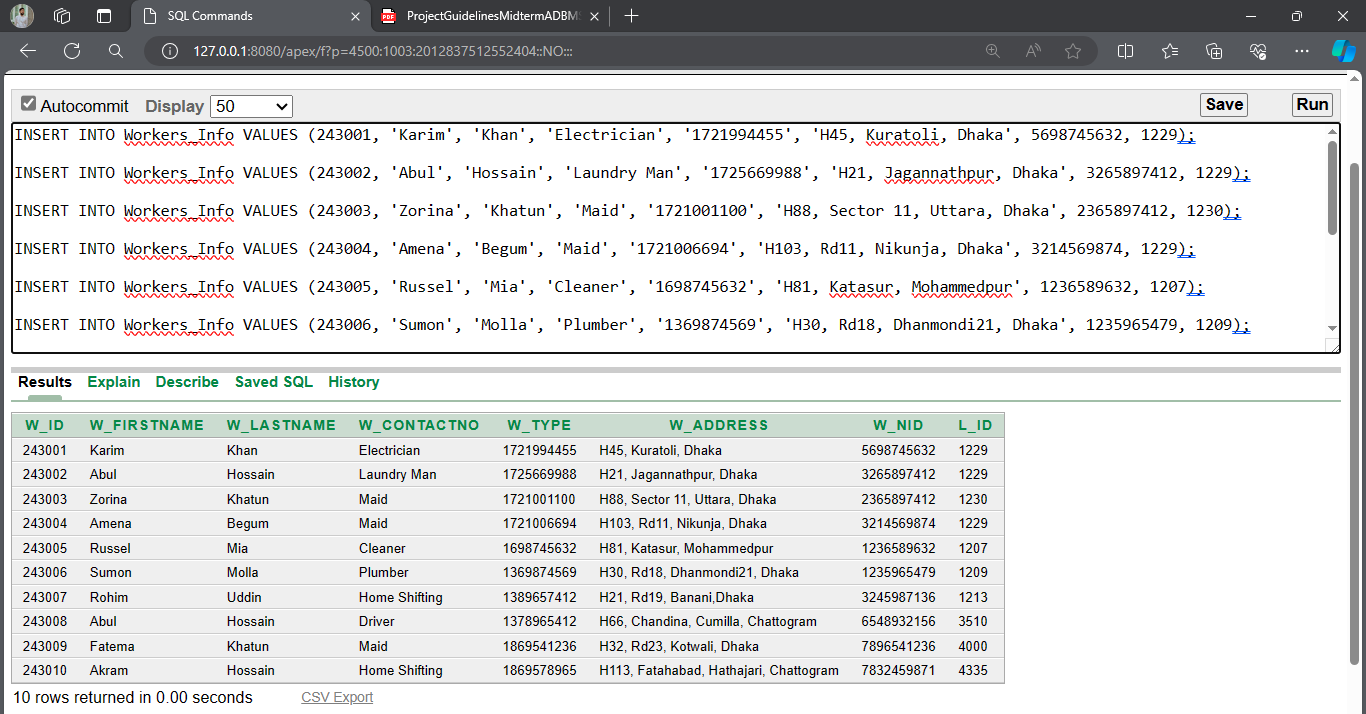 SQL Commands
ProjectGuidelinesMidtermADBMS
127.0.0.1:8080/apex/f?p=4500:1003:2012837512552404::NO:::
Autocommit Display 50 Save Run
INSERT INTO Workers_Info VALUES (243001, 'Karim', 'Khan', 'Electrician', '1721994455', 'H45, Kuratoli, Dhaka', 5698745632, 1229);
INSERT INTO Workers_Info VALUES (243002, 'Abul', 'Hossain', 'Laundry Man', '1725669988', 'H21, Jagannathpur, Dhaka', 3265897412, 1229);
INSERT INTO Workers_Info VALUES (243003, 'Zorina', 'Khatun', 'Maid', '1721001100', 'H88, Sector 11, Uttara, Dhaka', 2365897412, 1230);
INSERT INTO Workers_Info VALUES (243004, 'Amena', 'Begum', 'Maid', '1721006694', 'H103, Rd11, Nikunja, Dhaka', 3214569874, 1229);
INSERT INTO Workers_Info VALUES (243005, 'Russel', 'Mia', 'Cleaner', '1698745632', 'H81, Katasur, Mohammedpur', 1236589632, 1207);
INSERT INTO Workers_Info VALUES (243006, 'Sumon', 'Molla', 'Plumber', '1369874569', 'H30, Rd18, Dhanmondi21, Dhaka', 1235965479, 1209);
Results Explain Describe Saved SQL History
W_ID W_FIRSTNAME W_LASTNAME W_CONTACTNO W_TYPE W_ADDRESS W_NID L_ID
243001 Karim Khan Electrician 1721994455 H45, Kuratoli, Dhaka 5698745632 1229
243002 Abul Hossain Laundry Man 1725669988 H21, Jagannathpur, Dhaka 3265897412 1229
243003 Zorina Khatun Maid 1721001100 H88, Sector 11, Uttara, Dhaka 2365897412 1230
243004 Amena Begum Maid 1721006694 H103, Rd11, Nikunja, Dhaka 3214569874 1229
243005 Russel Mia Cleaner 1698745632 H81, Katasur, Mohammedpur 1236589632 1207
243006 Sumon Molla Plumber 1369874569 H30, Rd18, Dhanmondi21, Dhaka 1235965479 1209
243007 Rohim Uddin Home Shifting 1389657412 H21, Rd19, Banani,Dhaka 3245987136 1213
243008 Abul Hossain Driver 1378965412 H66, Chandina, Cumilla, Chattogram 6548932156 3510
243009 Fatema Khatun Maid 1869541236 H32, Rd23, Kotwali, Dhaka 7896541236 4000
243010 Akram Hossain Home Shifting 1869578965 H113, Fatahabad, Hathajari, Chattogram 7832459871 4335
10 rows returned in 0.00 seconds CSV Export